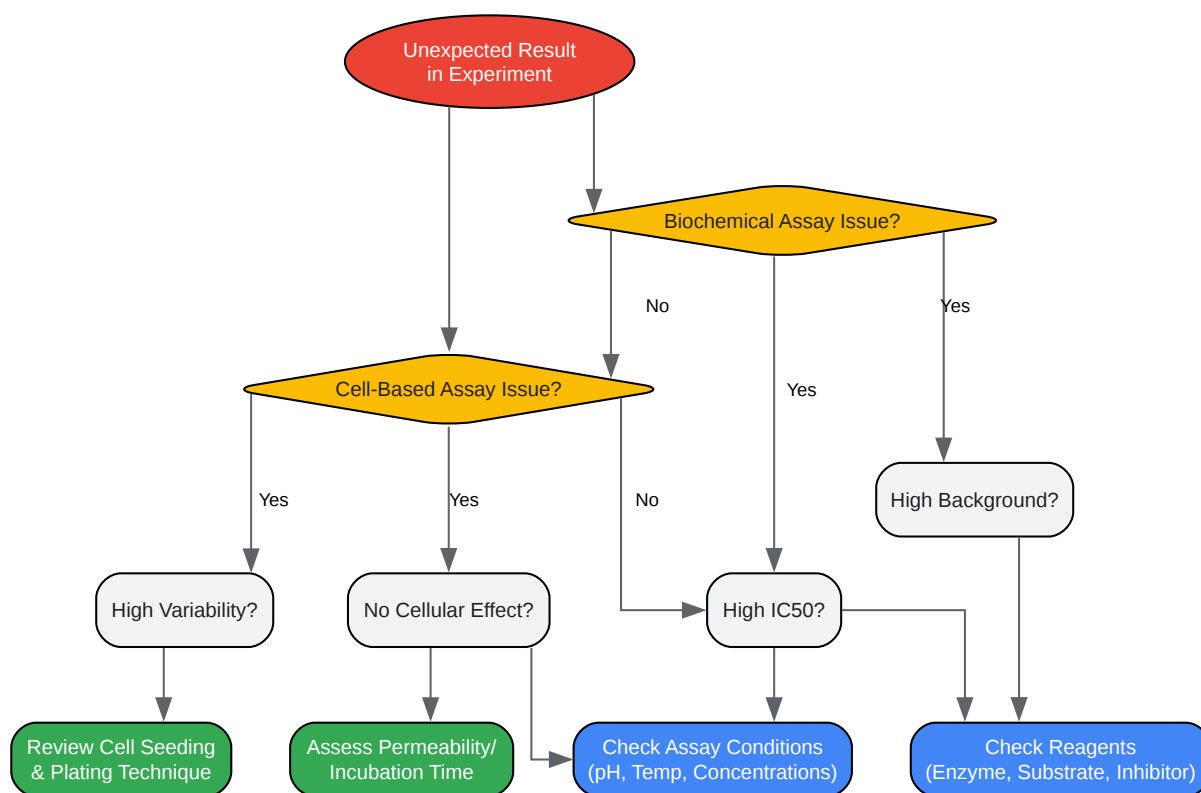 Unexpected Result
in Experiment
Biochemical Assay Issue?
No
Yes
Cell-Based Assay Issue?
Yes
Yes
Yes
No
High Background?
High Variability?
No Cellular Effect?
High IC50?
Review Cell Seeding
& Plating Technique
Assess Permeability/
Incubation Time
Check Assay Conditions
(pH, Temp, Concentrations)
Check Reagents
(Enzyme, Substrate, Inhibitor)